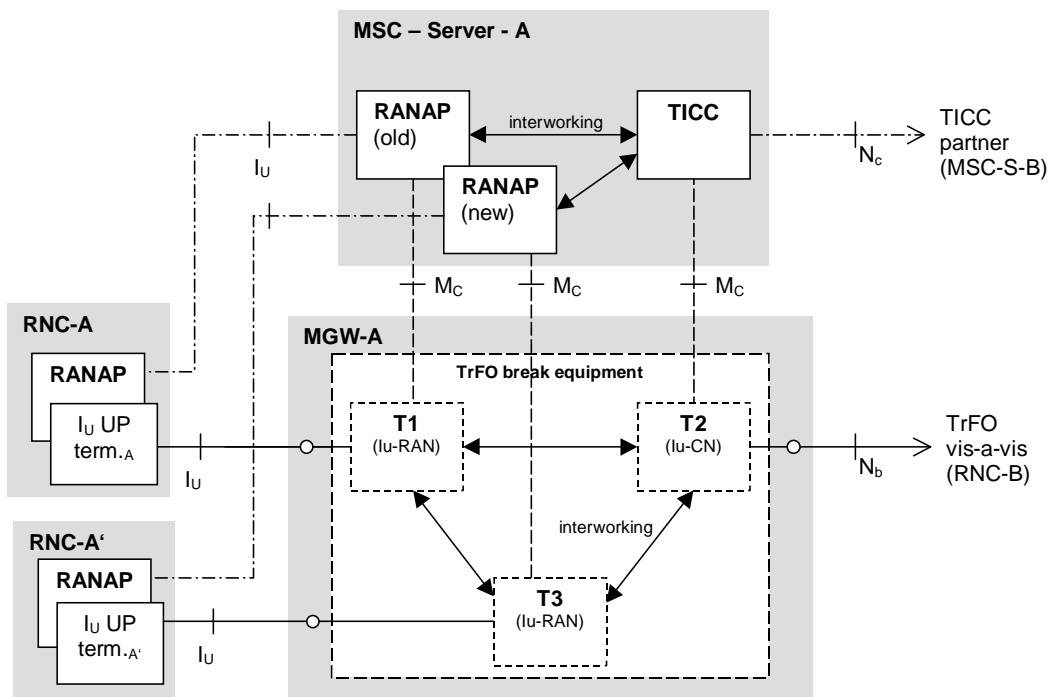 MSC – Server - A
RANAP
(old)
interworking
TICC
RANAP
(new)
TICC
partner
(MSC-S-B)
IU
NC
MC
MC
MC
RNC-A
RANAP
IU UP
term.A
IU
MGW-A
TrFO break equipment
T1
(Iu-RAN)
T2
(Iu-CN)
interworking
T3
(Iu-RAN)
TrFO
vis-a-vis
(RNC-B)
Nb
RNC-A‘
RANAP
IU UP
term.A‘
IU